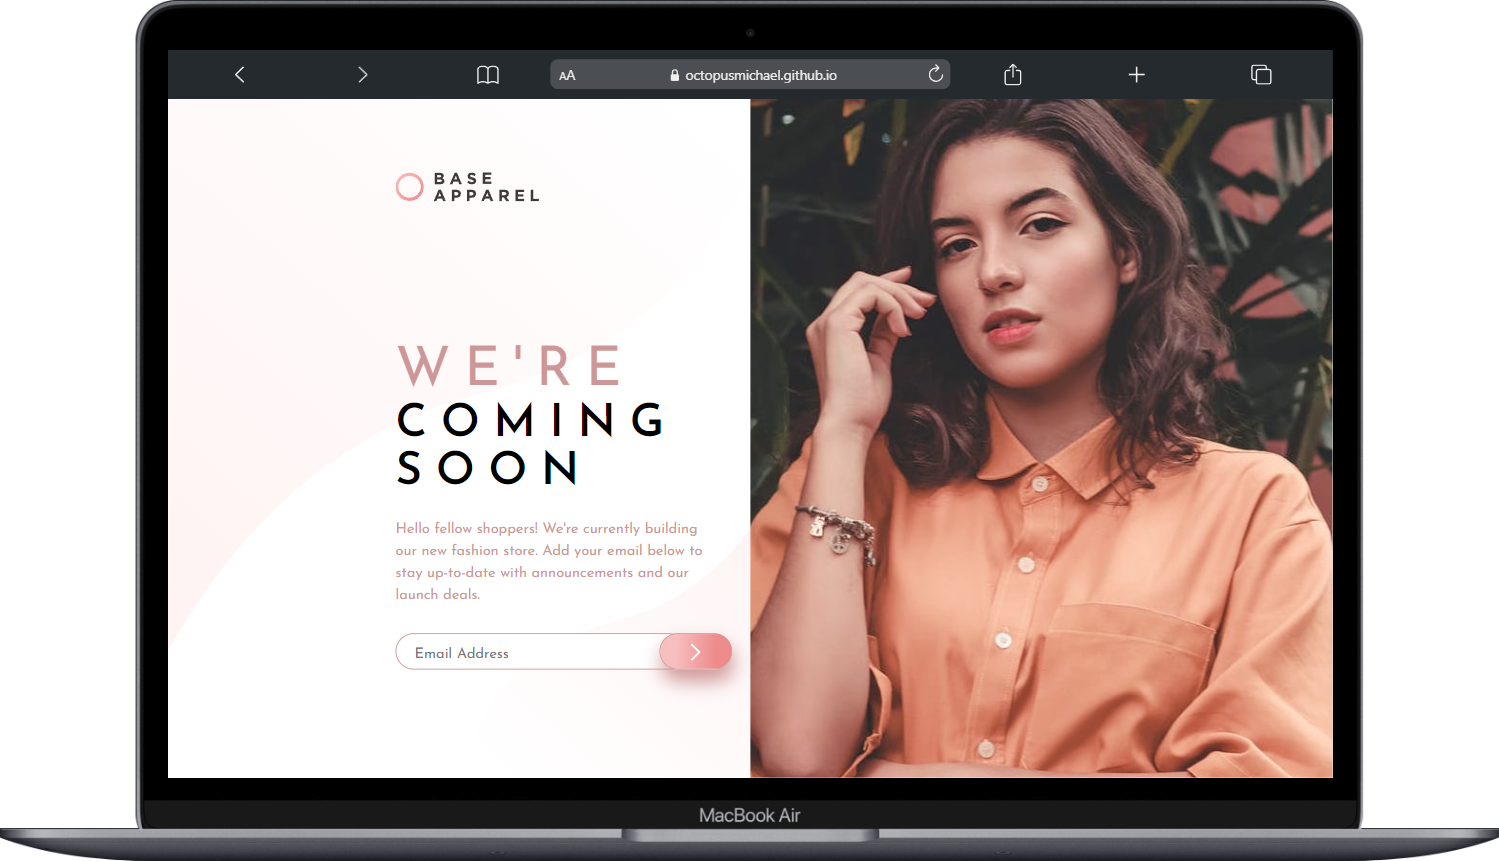 AA
octopusmichael.github.io
BASE
APPAREL
WE'RE
COMING
SOON
Hello fellow shoppers! We're currently building
our new fashion store. Add your email below to
stay up-to-date with announcements and our
launch deals.
Email Address
MacBook Air